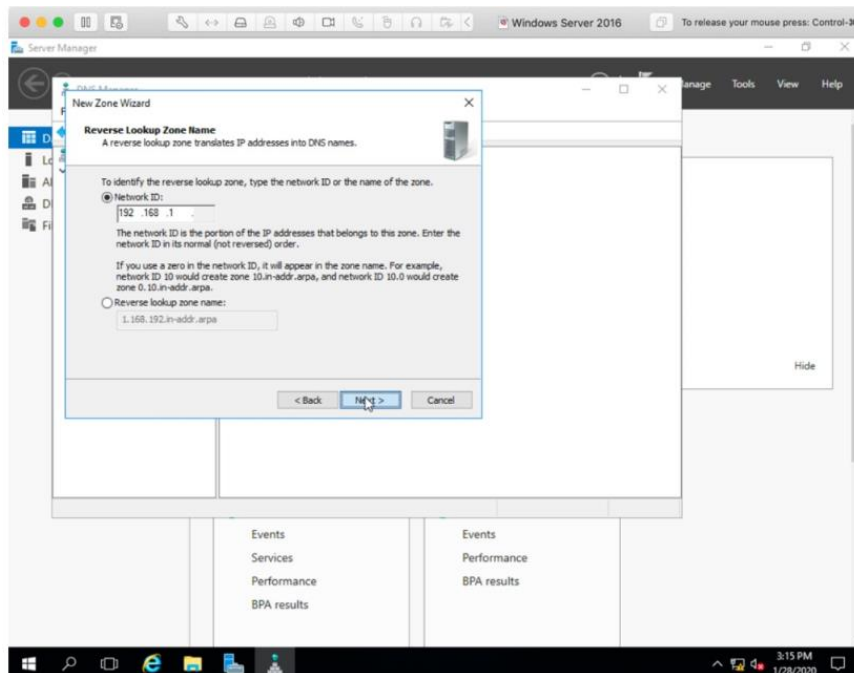 Windows Server 2016
To release your mouse press: Control-⌘
Server Manager
Manage Tools View Help
New Zone Wizard
Reverse Lookup Zone Name
A reverse lookup zone translates IP addresses into DNS names.
To identify the reverse lookup zone, type the network ID or the name of the zone.
Network ID:
192 .168 .1 .
The network ID is the portion of the IP addresses that belongs to this zone. Enter the
network ID in its normal (not reversed) order.
If you use a zero in the network ID, it will appear in the zone name. For example,
network ID 10 would create zone 10.in-addr.arpa, and network ID 10.0 would create
zone 0.10.in-addr.arpa.
Reverse lookup zone name:
1.168.192.in-addr.arpa
< Back Next > Cancel
Hide
Events
Services
Performance
BPA results
Events
Performance
BPA results
3:15 PM
1/28/2020